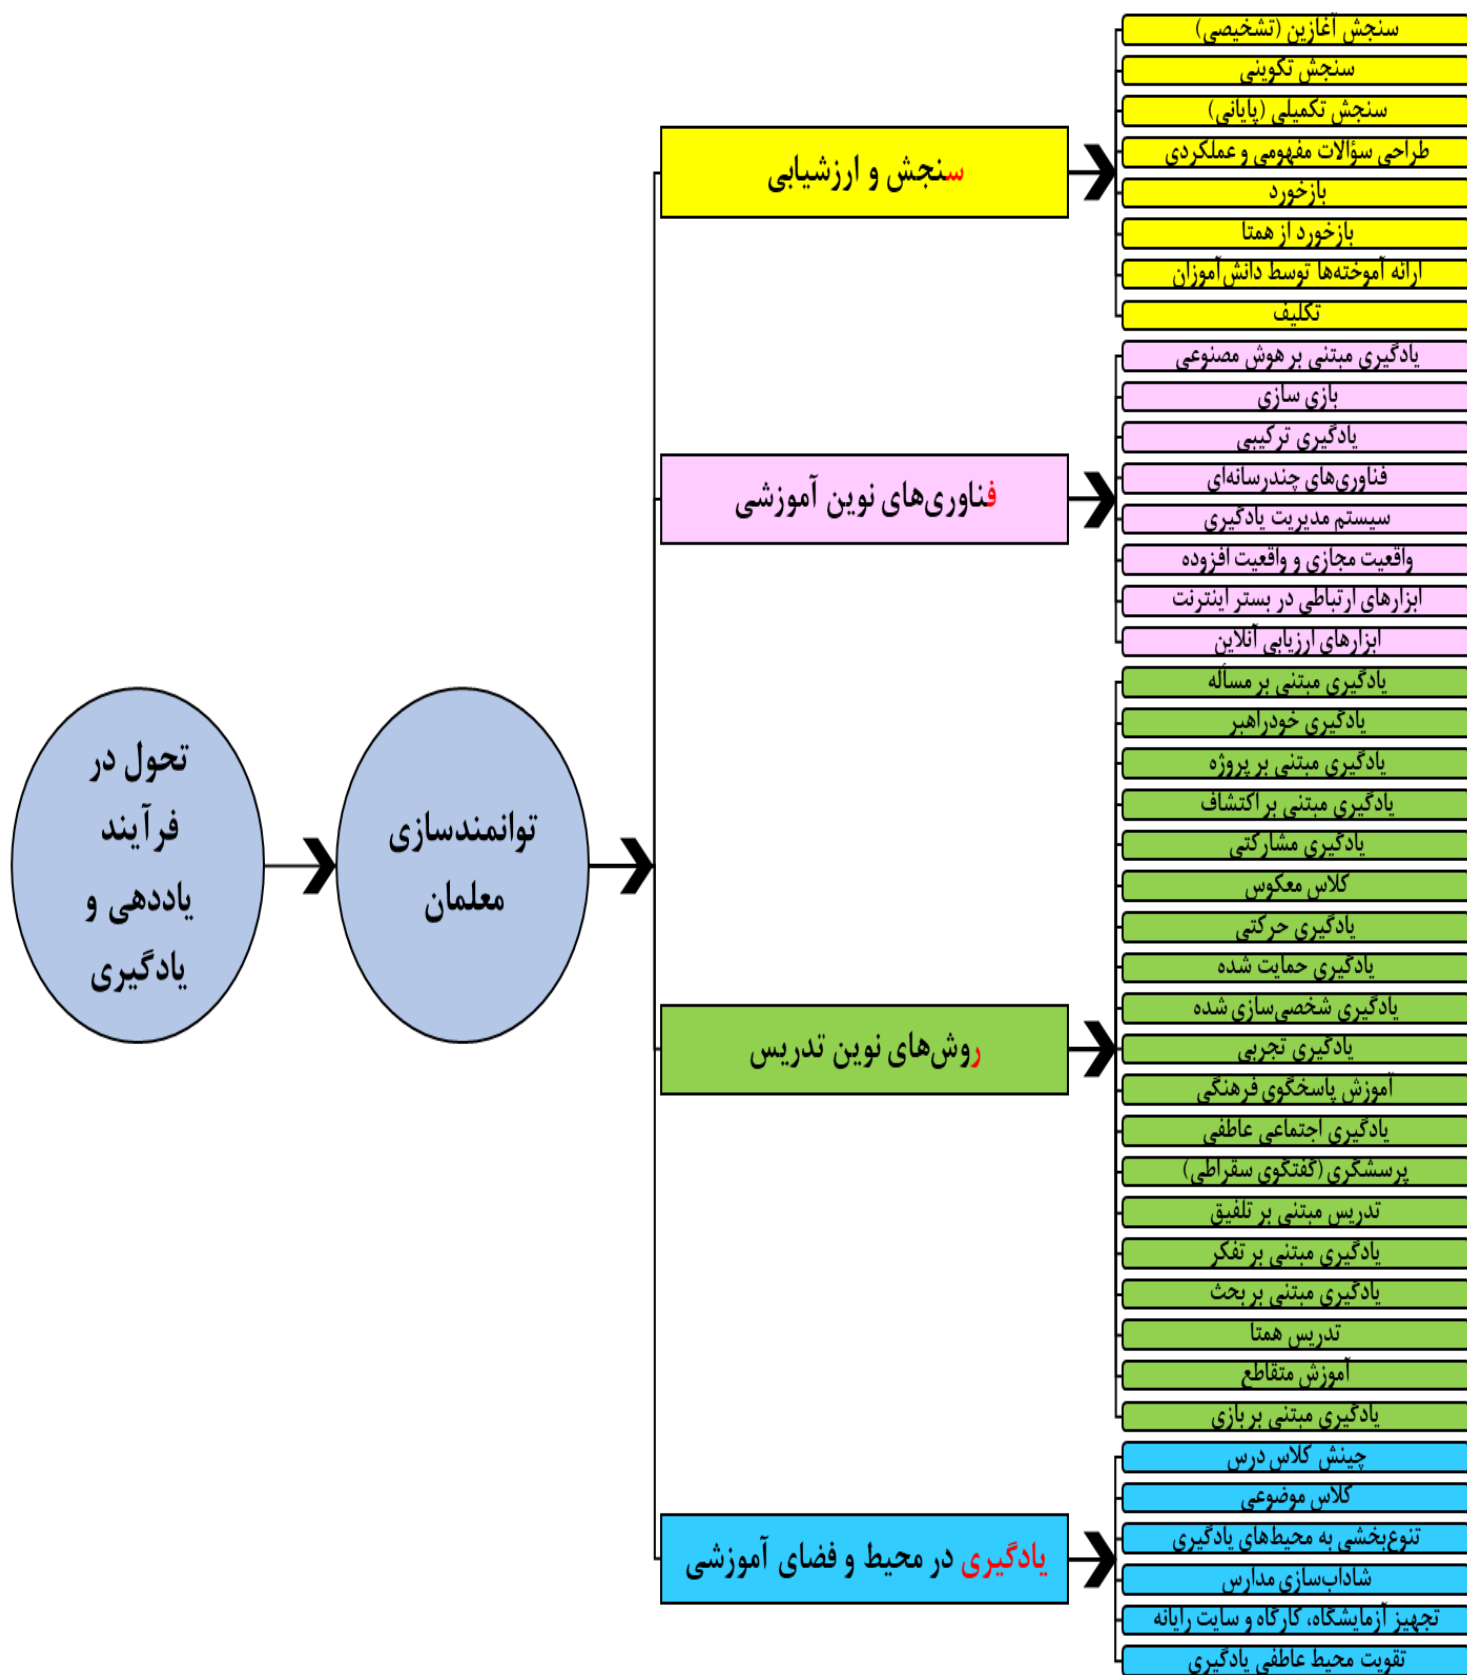 تحول در
فرآیند
یاددهی و
یادگیری
توانمندسازی
معلمان
سنجش و ارزشیابی
سنجش آغازین (تشخیصی)
سنجش تکوینی
سنجش تکمیلی (پایانی)
طراحی سؤالات مفهومی و عملکردی
بازخورد
بازخورد از همتا
ارائه آموخته‌ها توسط دانش‌آموزان
تکلیف
فناوری‌های نوین آموزشی
یادگیری مبتنی بر هوش مصنوعی
بازی سازی
یادگیری ترکیبی
فناوری‌های چندرسانه‌ای
سیستم مدیریت یادگیری
واقعیت مجازی و واقعیت افزوده
ابزارهای ارتباطی در بستر اینترنت
ابزارهای ارزیابی آنلاین
روش‌های نوین تدریس
یادگیری مبتنی بر مسأله
یادگیری خودراهبر
یادگیری مبتنی بر پروژه
یادگیری مبتنی بر اکتشاف
یادگیری مشارکتی
کلاس معکوس
یادگیری حرکتی
یادگیری حمایت شده
یادگیری شخصی‌سازی شده
یادگیری تجربی
آموزش پاسخگوی فرهنگی
یادگیری اجتماعی عاطفی
پرسشگری (گفتگوی سقراطی)
تدریس مبتنی بر تلفیق
یادگیری مبتنی بر تفکر
یادگیری مبتنی بر بحث
تدریس همتا
آموزش متقاطع
یادگیری مبتنی بر بازی
یادگیری در محیط و فضای آموزشی
چینش کلاس درس
کلاس موضوعی
تنوع‌بخشی به محیط‌های یادگیری
شاداب‌سازی مدارس
تجهیز آزمایشگاه، کارگاه و سایت رایانه
تقویت محیط عاطفی یادگیری